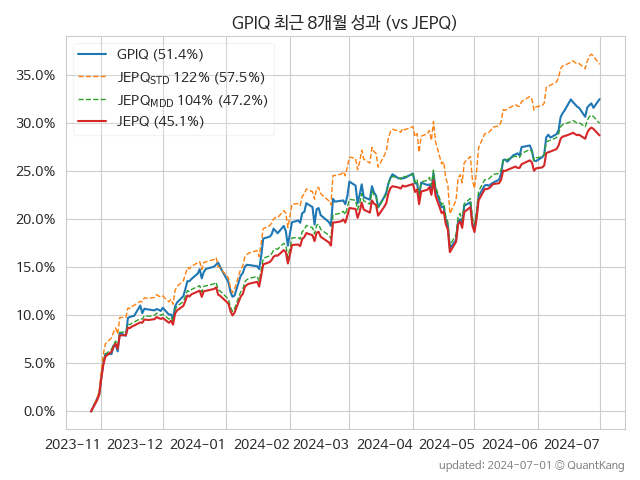 GPIQ 최근 8개월 성과 (vs JEPQ)
GPIQ (51.4%)
JEPQSTD 122% (57.5%)
JEPQMDD 104% (47.2%)
JEPQ (45.1%)
35.0%
30.0%
25.0%
20.0%
15.0%
10.0%
5.0%
0.0%
2023-11 2023-12 2024-01 2024-02 2024-03 2024-04 2024-05 2024-06 2024-07
updated: 2024-07-01 © QuantKang